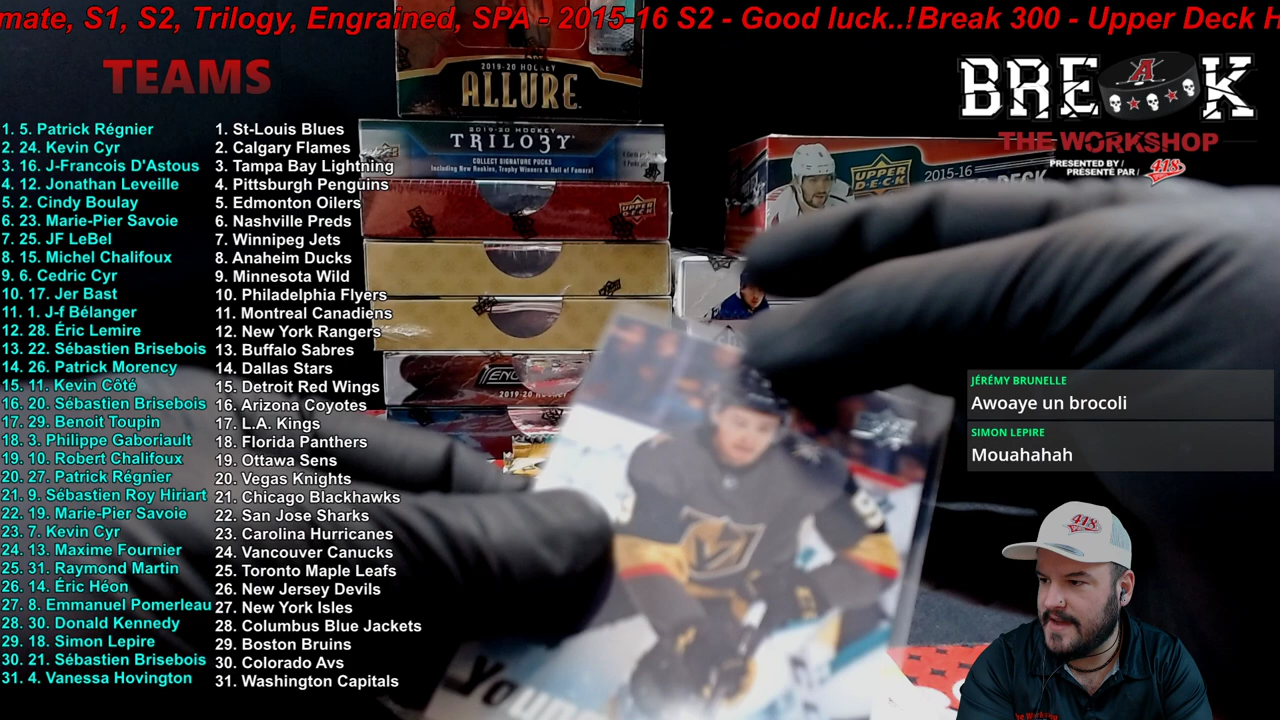 mate, S1, S2, Trilogy, Engrained, SPA - 2015-16 S2 - Good luck..!Break 300 - Upper Deck H
TEAMS
1. 5. Patrick Régnier
2. 24. Kevin Cyr
3. 16. J-Francois D'Astous
4. 12. Jonathan Leveille
5. 2. Cindy Boulay
6. 23. Marie-Pier Savoie
7. 25. JF LeBel
8. 15. Michel Chalifoux
9. 6. Cedric Cyr
10. 17. Jer Bast
11. 1. J-f Bélanger
12. 28. Éric Lemire
13. 22. Sébastien Brisebois
14. 26. Patrick Morency
15. 11. Kevin Côté
16. 20. Sébastien Brisebois
17. 29. Benoit Toupin
18. 3. Philippe Gaboriault
19. 10. Robert Chalifoux
20. 27. Patrick Régnier
21. 9. Sébastien Roy Hiriart
22. 19. Marie-Pier Savoie
23. 7. Kevin Cyr
24. 13. Maxime Fournier
25. 31. Raymond Martin
26. 14. Éric Héon
27. 8. Emmanuel Pomerleau
28. 30. Donald Kennedy
29. 18. Simon Lepire
30. 21. Sébastien Brisebois
31. 4. Vanessa Hovington
1. St-Louis Blues
2. Calgary Flames
3. Tampa Bay Lightning
4. Pittsburgh Penguins
5. Edmonton Oilers
6. Nashville Preds
7. Winnipeg Jets
8. Anaheim Ducks
9. Minnesota Wild
10. Philadelphia Flyers
11. Montreal Canadiens
12. New York Rangers
13. Buffalo Sabres
14. Dallas Stars
15. Detroit Red Wings
16. Arizona Coyotes
17. L.A. Kings
18. Florida Panthers
19. Ottawa Sens
20. Vegas Knights
21. Chicago Blackhawks
22. San Jose Sharks
23. Carolina Hurricanes
24. Vancouver Canucks
25. Toronto Maple Leafs
26. New Jersey Devils
27. New York Isles
28. Columbus Blue Jackets
29. Boston Bruins
30. Colorado Avs
31. Washington Capitals
2019-20 HOCKEY
ALLURE
2019-20 HOCKEY
TRILOGY
COLLECT SIGNATURE PUCKS
UPPER DECK
2019-20
UPPER DECK
2015-16
DECK
BREAK
THE WORKSHOP
PRESENTED BY /
PRÉSENTÉ PAR /
418
JÉRÉMY BRUNELLE
Awoaye un brocoli
SIMON LEPIRE
Mouahahah
418
Youn